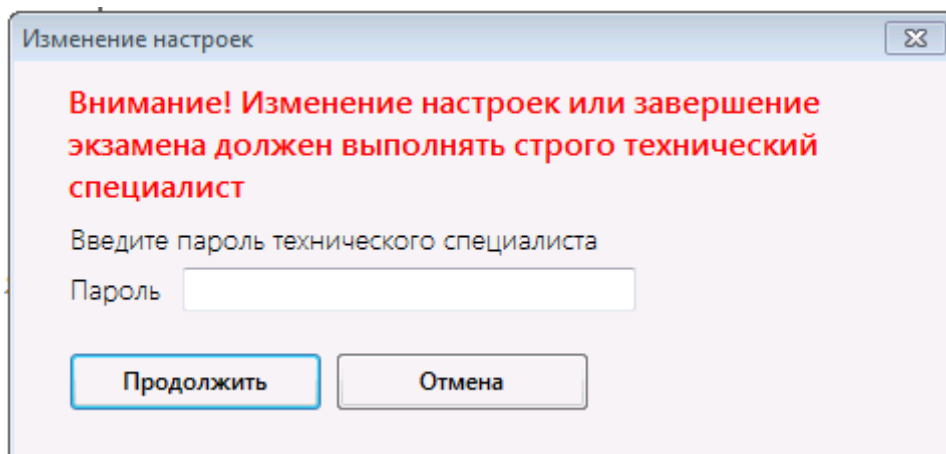 Изменение настроек
Внимание! Изменение настроек или завершение
экзамена должен выполнять строго технический
специалист
Введите пароль технического специалиста
Пароль
Продолжить Отмена